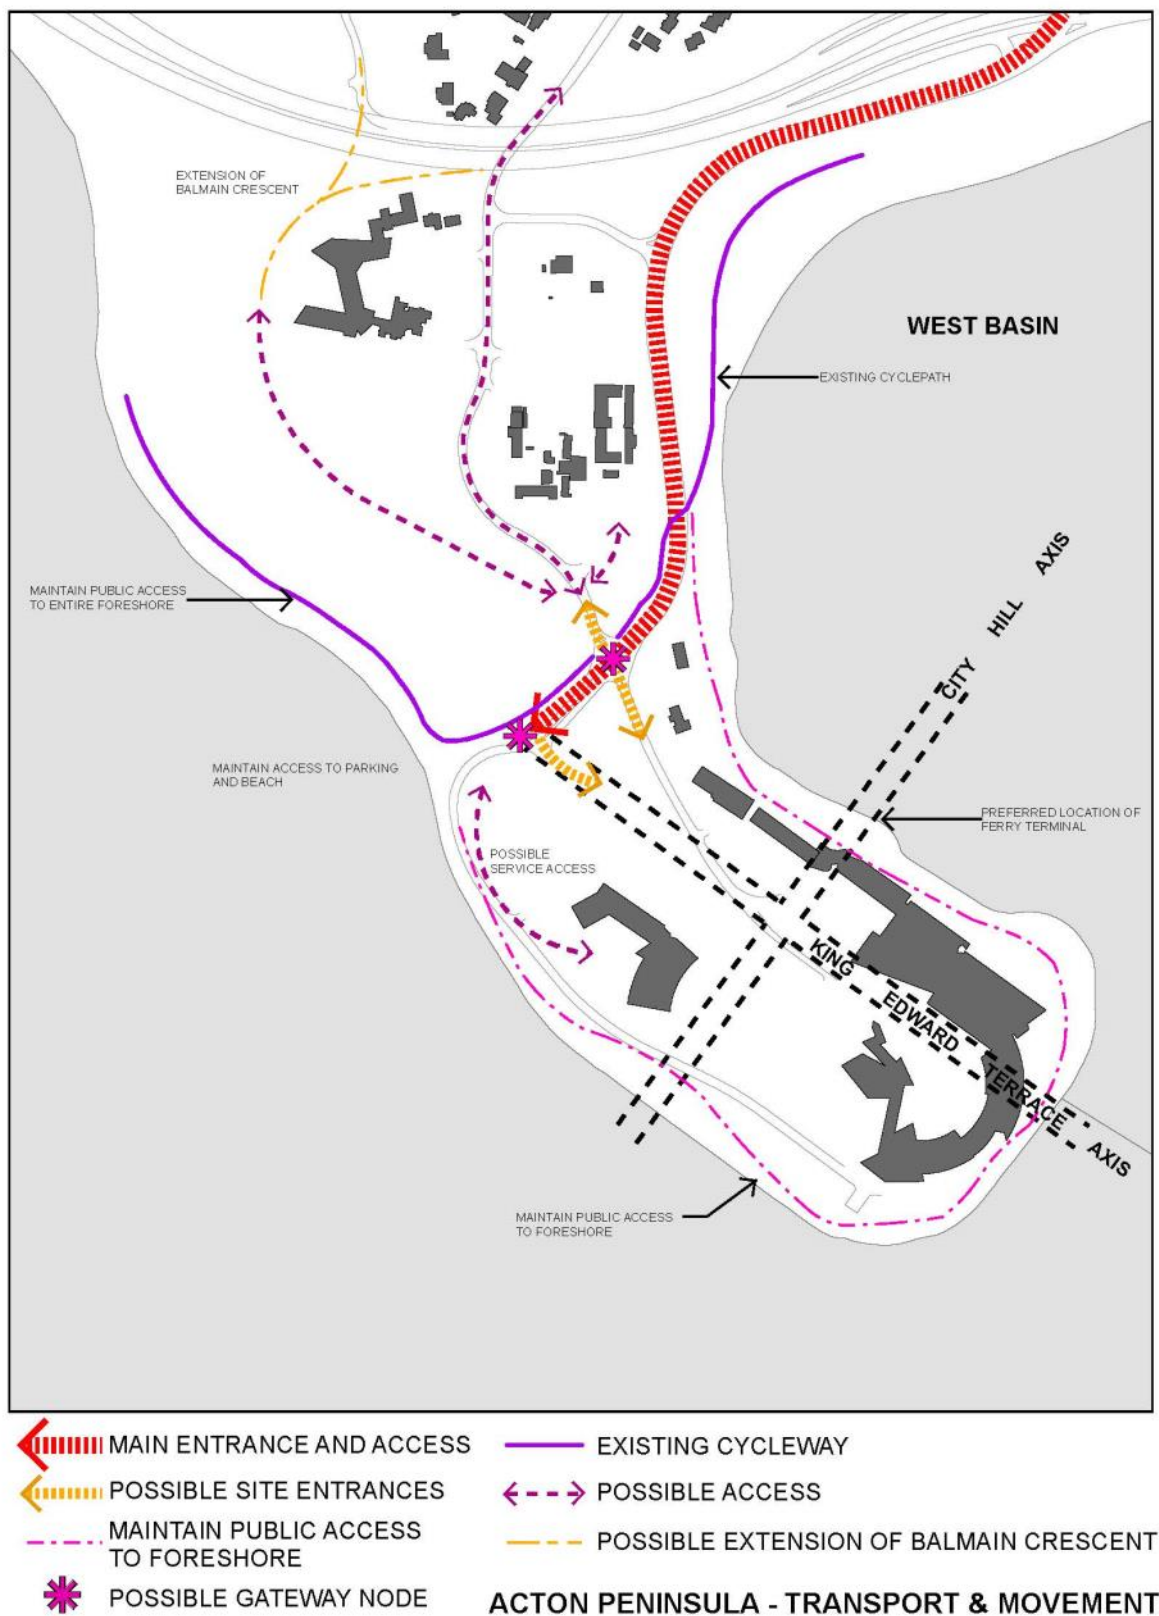 EXTENSION OF
BALMAIN CRESCENT
WEST BASIN
EXISTING CYCLEPATH
CITY HILL AXIS
MAINTAIN PUBLIC ACCESS
TO ENTIRE FORESHORE
MAINTAIN ACCESS TO PARKING
AND BEACH
PREFERRED LOCATION OF
FERRY TERMINAL
POSSIBLE
SERVICE ACCESS
KING EDWARD TERRACE AXIS
MAINTAIN PUBLIC ACCESS
TO FORESHORE
MAIN ENTRANCE AND ACCESS
EXISTING CYCLEWAY
POSSIBLE SITE ENTRANCES
POSSIBLE ACCESS
MAINTAIN PUBLIC ACCESS
TO FORESHORE
POSSIBLE EXTENSION OF BALMAIN CRESCENT
POSSIBLE GATEWAY NODE
ACTON PENINSULA - TRANSPORT & MOVEMENT